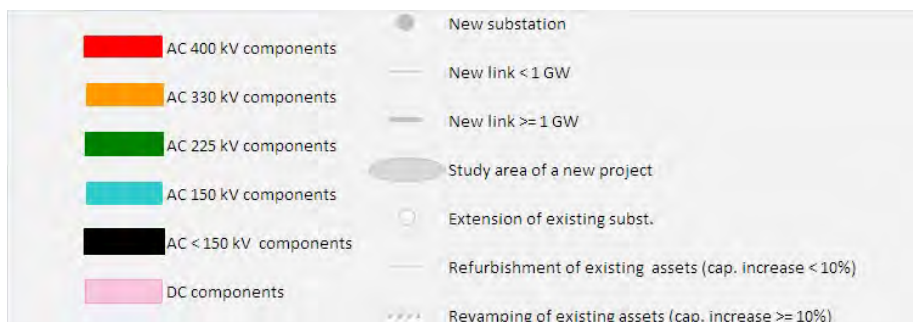 AC 400 kV components
AC 330 kV components
AC 225 kV components
AC 150 kV components
AC < 150 kV components
DC components
New substation
New link < 1 GW
New link >= 1 GW
Study area of a new project
Extension of existing subst.
Refurbishment of existing assets (cap. increase < 10%)
Revamping of existing assets (cap. increase >= 10%)